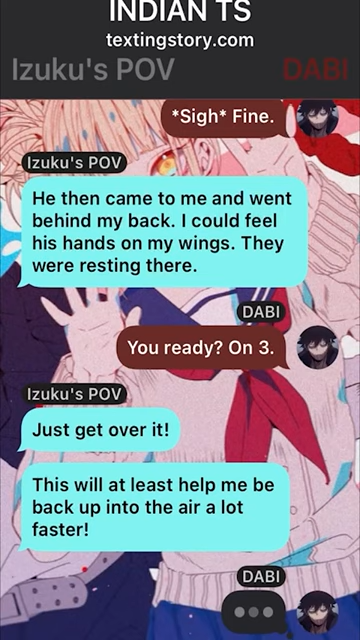 INDIAN TS
textingstory.com
Izuku's POV DABI
*Sigh* Fine.
Izuku's POV
He then came to me and went
behind my back. I could feel
his hands on my wings. They
were resting there.
DABI
You ready? On 3.
Izuku's POV
Just get over it!
This will at least help me be
back up into the air a lot
faster!
DABI